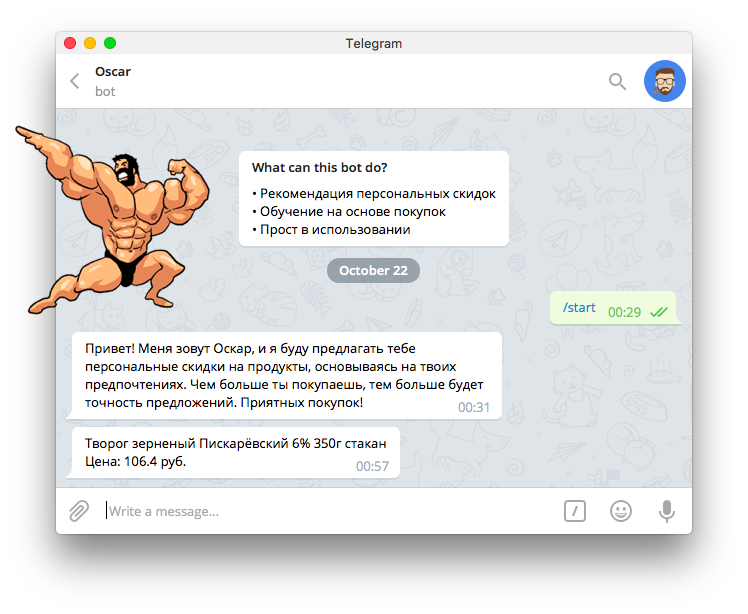 Telegram
Oscar
bot
What can this bot do?
• Рекомендация персональных скидок
• Обучение на основе покупок
• Прост в использовании
October 22
/start 00:29
Привет! Меня зовут Оскар, и я буду предлагать тебе
персональные скидки на продукты, основываясь на твоих
предпочтениях. Чем больше ты покупаешь, тем больше будет
точность предложений. Приятных покупок!
00:31
Творог зерненый Пискарёвский 6% 350г стакан
Цена: 106.4 руб.
00:57
Write a message...